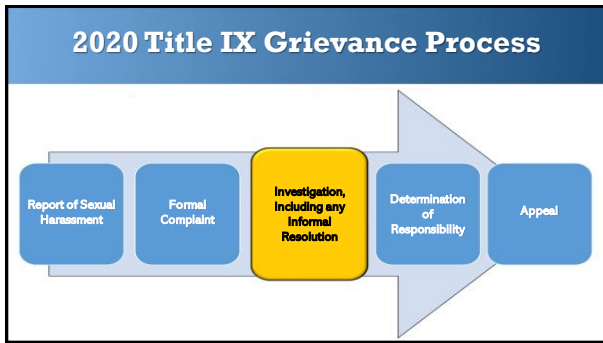 2020 Title IX Grievance Process
Report of Sexual
Harassment
Formal
Complaint
Investigation,
Including any
Informal
Resolution
Determination
of
Responsibility
Appeal